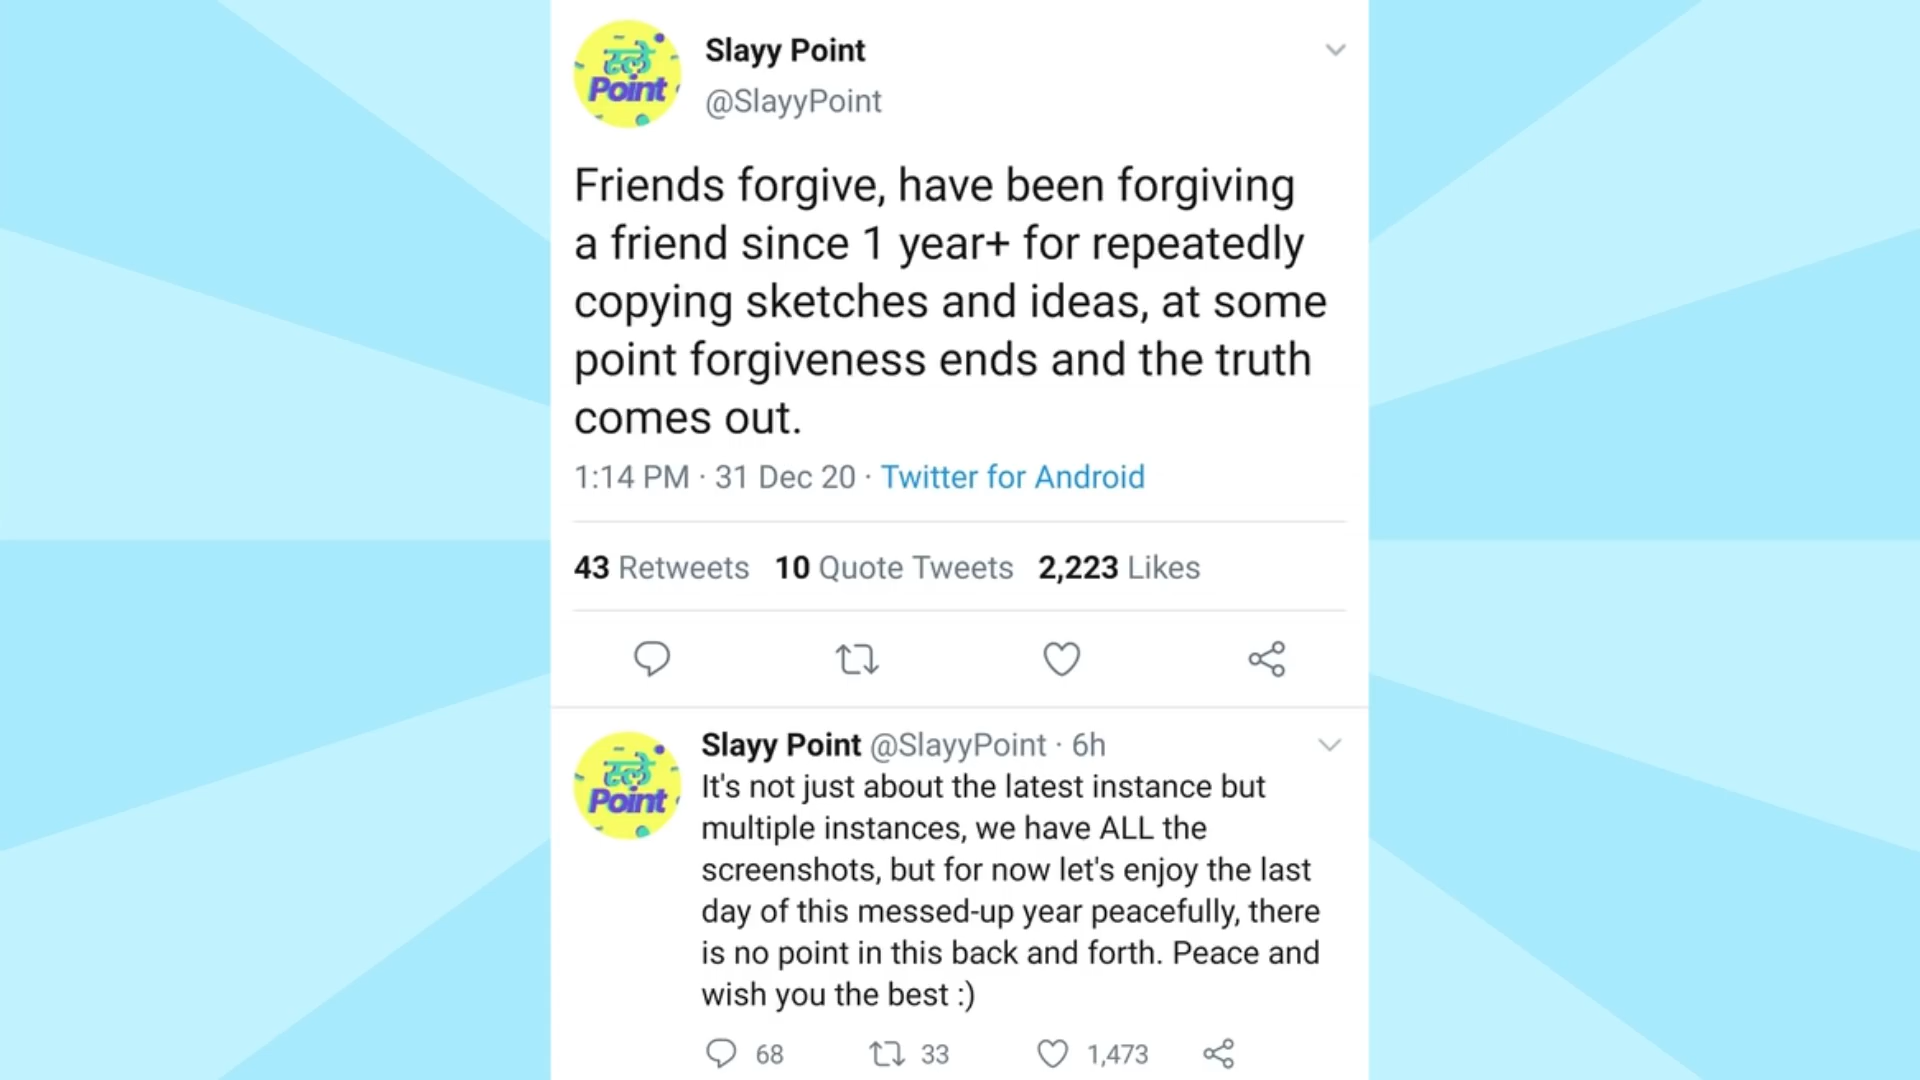 स्ले
Point
Slayy Point
@SlayyPoint
Friends forgive, have been forgiving
a friend since 1 year+ for repeatedly
copying sketches and ideas, at some
point forgiveness ends and the truth
comes out.
1:14 PM · 31 Dec 20 · Twitter for Android
43 Retweets 10 Quote Tweets 2,223 Likes
स्ले
Point
Slayy Point @SlayyPoint · 6h
It's not just about the latest instance but
multiple instances, we have ALL the
screenshots, but for now let's enjoy the last
day of this messed-up year peacefully, there
is no point in this back and forth. Peace and
wish you the best :)
68 33 1,473